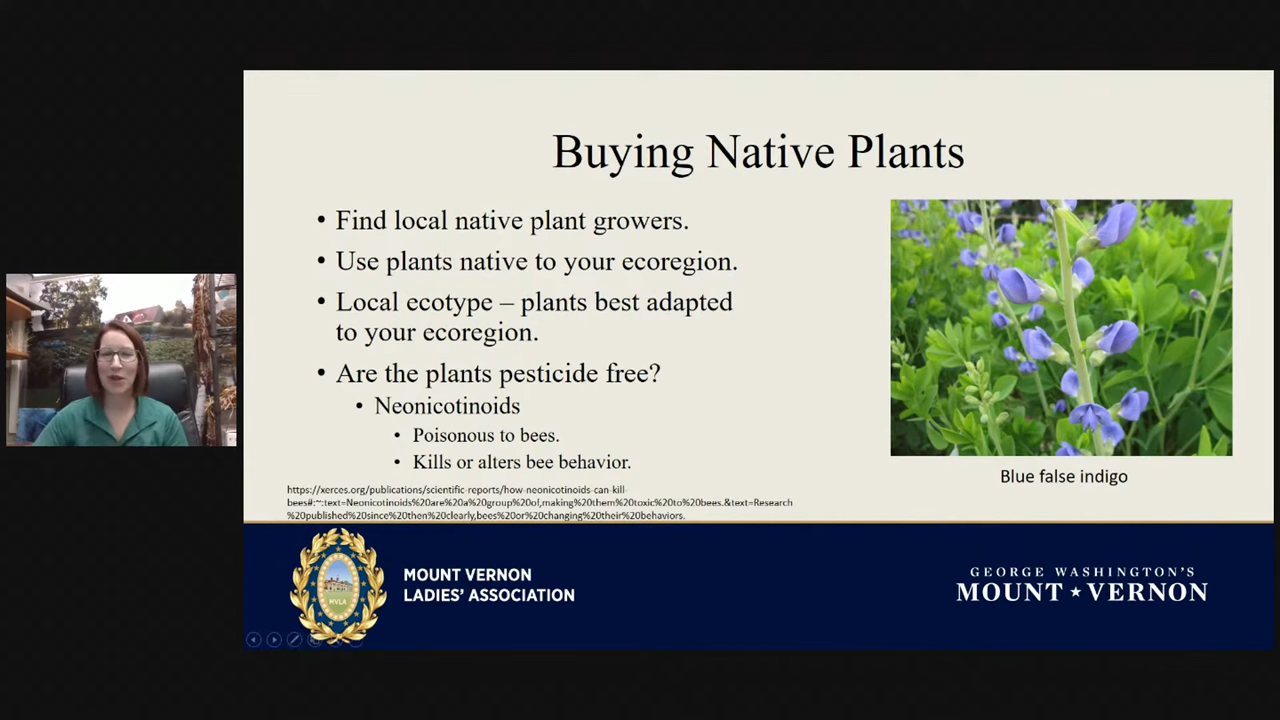 Buying Native Plants
• Find local native plant growers.
• Use plants native to your ecoregion.
• Local ecotype – plants best adapted
to your ecoregion.
• Are the plants pesticide free?
• Neonicotinoids
• Poisonous to bees.
• Kills or alters bee behavior.
https://xerces.org/publications/scientific-reports/how-neonicotinoids-can-kill-
bees#:~:text=Neonicotinoids%20are%20a%20group%20of,making%20them%20toxic%20to%20bees.&text=Research
%20published%20since%20then%20clearly,bees%20or%20changing%20their%20behaviors.
Blue false indigo
MVLA
MOUNT VERNON
LADIES' ASSOCIATION
GEORGE WASHINGTON'S
MOUNT ★ VERNON